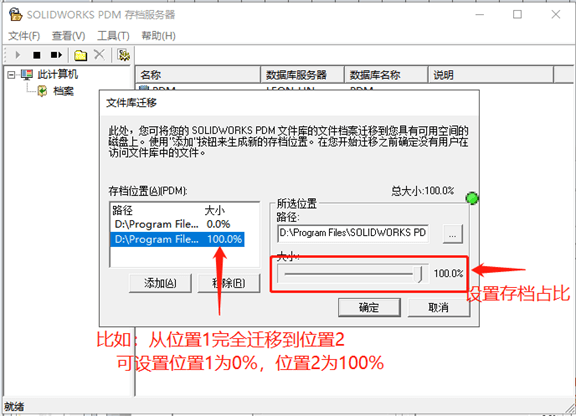 SOLIDWORKS PDM 存档服务器
文件(F) 查看(V) 工具(T) 帮助(H)
此计算机
档案
名称 数据库服务器 数据库名称 说明
文件库迁移
此处，您可将您的 SOLIDWORKS PDM 文件库的文件档案迁移到您具有可用空间的
磁盘上。使用"添加"按钮来生成新的存档位置。在您开始迁移之前确定没有用户在
访问文件库中的文件。
存档位置(A)(PDM): 总大小:100.0%
路径 大小
D:\Program File... 0.0%
D:\Program File... 100.0%
添加(A) 移除(R)
所选位置
路径:
D:\Program Files\SOLIDWORKS PD ...
大小:
100.0%
设置存档占比
确定 取消
比如：从位置1完全迁移到位置2
可设置位置1为0%，位置2为100%
就绪